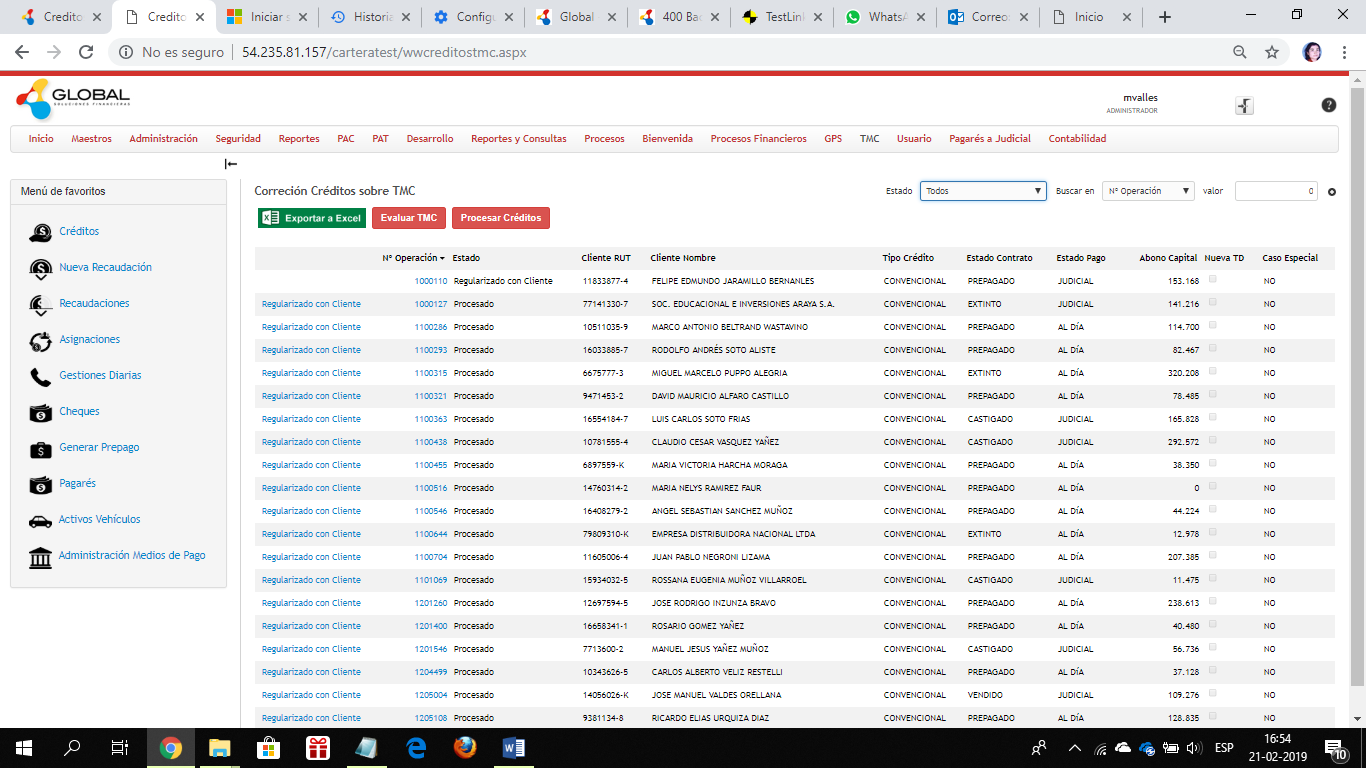 Credito
Credito
Iniciar s
Historia
Configu
Global
400 Bad
TestLin
WhatsA
Correo:
Inicio
No es seguro | 54.235.81.157/carteratest/wwcreditostmc.aspx
GLOBAL
SOLUCIONES FINANCIERAS
mvalles
ADMINISTRADOR
Inicio Maestros Administración Seguridad Reportes PAC PAT Desarrollo Reportes y Consultas Procesos Bienvenida Procesos Financieros GPS TMC Usuario Pagarés a Judicial Contabilidad
Menú de favoritos
Créditos
Nueva Recaudación
Recaudaciones
Asignaciones
Gestiones Diarias
Cheques
Generar Prepago
Pagarés
Activos Vehículos
Administración Medios de Pago
Correción Créditos sobre TMC
Estado Todos Buscar en N° Operación valor 0
Exportar a Excel Evaluar TMC Procesar Créditos
N° Operación Estado Cliente RUT Cliente Nombre Tipo Crédito Estado Contrato Estado Pago Abono Capital Nueva TD Caso Especial
1000110 Regularizado con Cliente 11833877-4 FELIPE EDMUNDO JARAMILLO BERNANLES CONVENCIONAL PREPAGADO JUDICIAL 153.168 NO
Regularizado con Cliente 1000127 Procesado 77141330-7 SOC. EDUCACIONAL E INVERSIONES ARAYA S.A. CONVENCIONAL EXTINTO JUDICIAL 141.216 NO
Regularizado con Cliente 1100286 Procesado 10511035-9 MARCO ANTONIO BELTRAND WASTAVINO CONVENCIONAL PREPAGADO AL DÍA 114.700 NO
Regularizado con Cliente 1100293 Procesado 16033885-7 RODOLFO ANDRÉS SOTO ALISTE CONVENCIONAL PREPAGADO AL DÍA 82.467 NO
Regularizado con Cliente 1100315 Procesado 6675777-3 MIGUEL MARCELO PUPPO ALEGRIA CONVENCIONAL EXTINTO AL DÍA 320.208 NO
Regularizado con Cliente 1100321 Procesado 9471453-2 DAVID MAURICIO ALFARO CASTILLO CONVENCIONAL PREPAGADO AL DÍA 78.485 NO
Regularizado con Cliente 1100363 Procesado 16554184-7 LUIS CARLOS SOTO FRIAS CONVENCIONAL CASTIGADO JUDICIAL 165.828 NO
Regularizado con Cliente 1100438 Procesado 10781555-4 CLAUDIO CESAR VASQUEZ YAÑEZ CONVENCIONAL CASTIGADO JUDICIAL 292.572 NO
Regularizado con Cliente 1100455 Procesado 6897559-K MARIA VICTORIA HARCHA MORAGA CONVENCIONAL PREPAGADO AL DÍA 38.350 NO
Regularizado con Cliente 1100516 Procesado 14760314-2 MARIA NELYS RAMIREZ FAUR CONVENCIONAL PREPAGADO AL DÍA 0 NO
Regularizado con Cliente 1100546 Procesado 16408279-2 ANGEL SEBASTIAN SANCHEZ MUÑOZ CONVENCIONAL PREPAGADO AL DÍA 44.224 NO
Regularizado con Cliente 1100644 Procesado 79809310-K EMPRESA DISTRIBUIDORA NACIONAL LTDA CONVENCIONAL EXTINTO AL DÍA 12.978 NO
Regularizado con Cliente 1100704 Procesado 11605006-4 JUAN PABLO NEGRONI LIZAMA CONVENCIONAL PREPAGADO AL DÍA 207.385 NO
Regularizado con Cliente 1101069 Procesado 15934032-5 ROSSANA EUGENIA MUÑOZ VILLARROEL CONVENCIONAL CASTIGADO JUDICIAL 11.475 NO
Regularizado con Cliente 1201260 Procesado 12697594-5 JOSE RODRIGO INZUNZA BRAVO CONVENCIONAL PREPAGADO AL DÍA 238.613 NO
Regularizado con Cliente 1201400 Procesado 16658341-1 ROSARIO GOMEZ YAÑEZ CONVENCIONAL PREPAGADO AL DÍA 40.480 NO
Regularizado con Cliente 1201546 Procesado 7713600-2 MANUEL JESUS YAÑEZ MUÑOZ CONVENCIONAL CASTIGADO JUDICIAL 56.736 NO
Regularizado con Cliente 1204499 Procesado 10343626-5 CARLOS ALBERTO VELIZ RESTELLI CONVENCIONAL PREPAGADO AL DÍA 37.128 NO
Regularizado con Cliente 1205004 Procesado 14056026-K JOSE MANUEL VALDES ORELLANA CONVENCIONAL VENDIDO JUDICIAL 109.276 NO
Regularizado con Cliente 1205108 Procesado 9381134-8 RICARDO ELIAS URQUIZA DIAZ CONVENCIONAL PREPAGADO AL DÍA 128.835 NO
ESP
16:54
21-02-2019
10